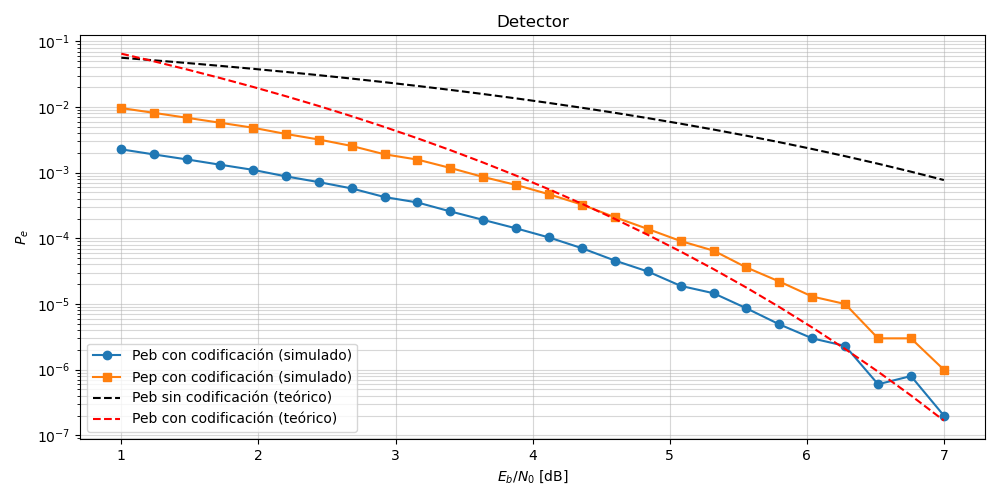 Detector
10⁻¹
10⁻²
10⁻³
10⁻⁴
10⁻⁵
10⁻⁶
10⁻⁷
Pₑ
Peb con codificación (simulado)
Pep con codificación (simulado)
Peb sin codificación (teórico)
Peb con codificación (teórico)
1 2 3 4 5 6 7
E_b/N₀ [dB]